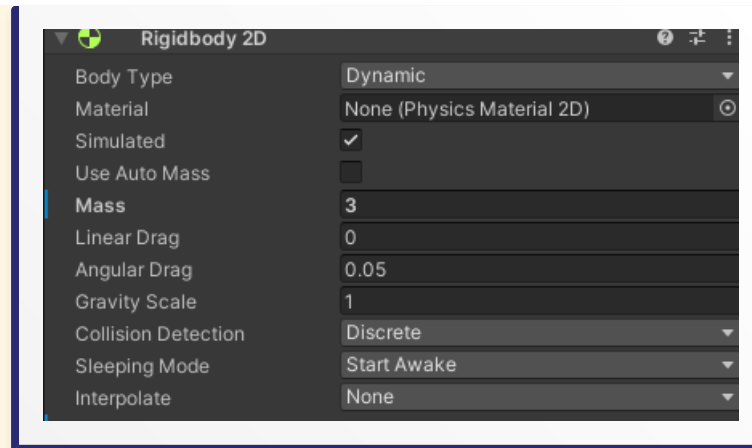 Rigidbody 2D
Body Type Dynamic
Material None (Physics Material 2D)
Simulated
Use Auto Mass
Mass 3
Linear Drag 0
Angular Drag 0.05
Gravity Scale 1
Collision Detection Discrete
Sleeping Mode Start Awake
Interpolate None